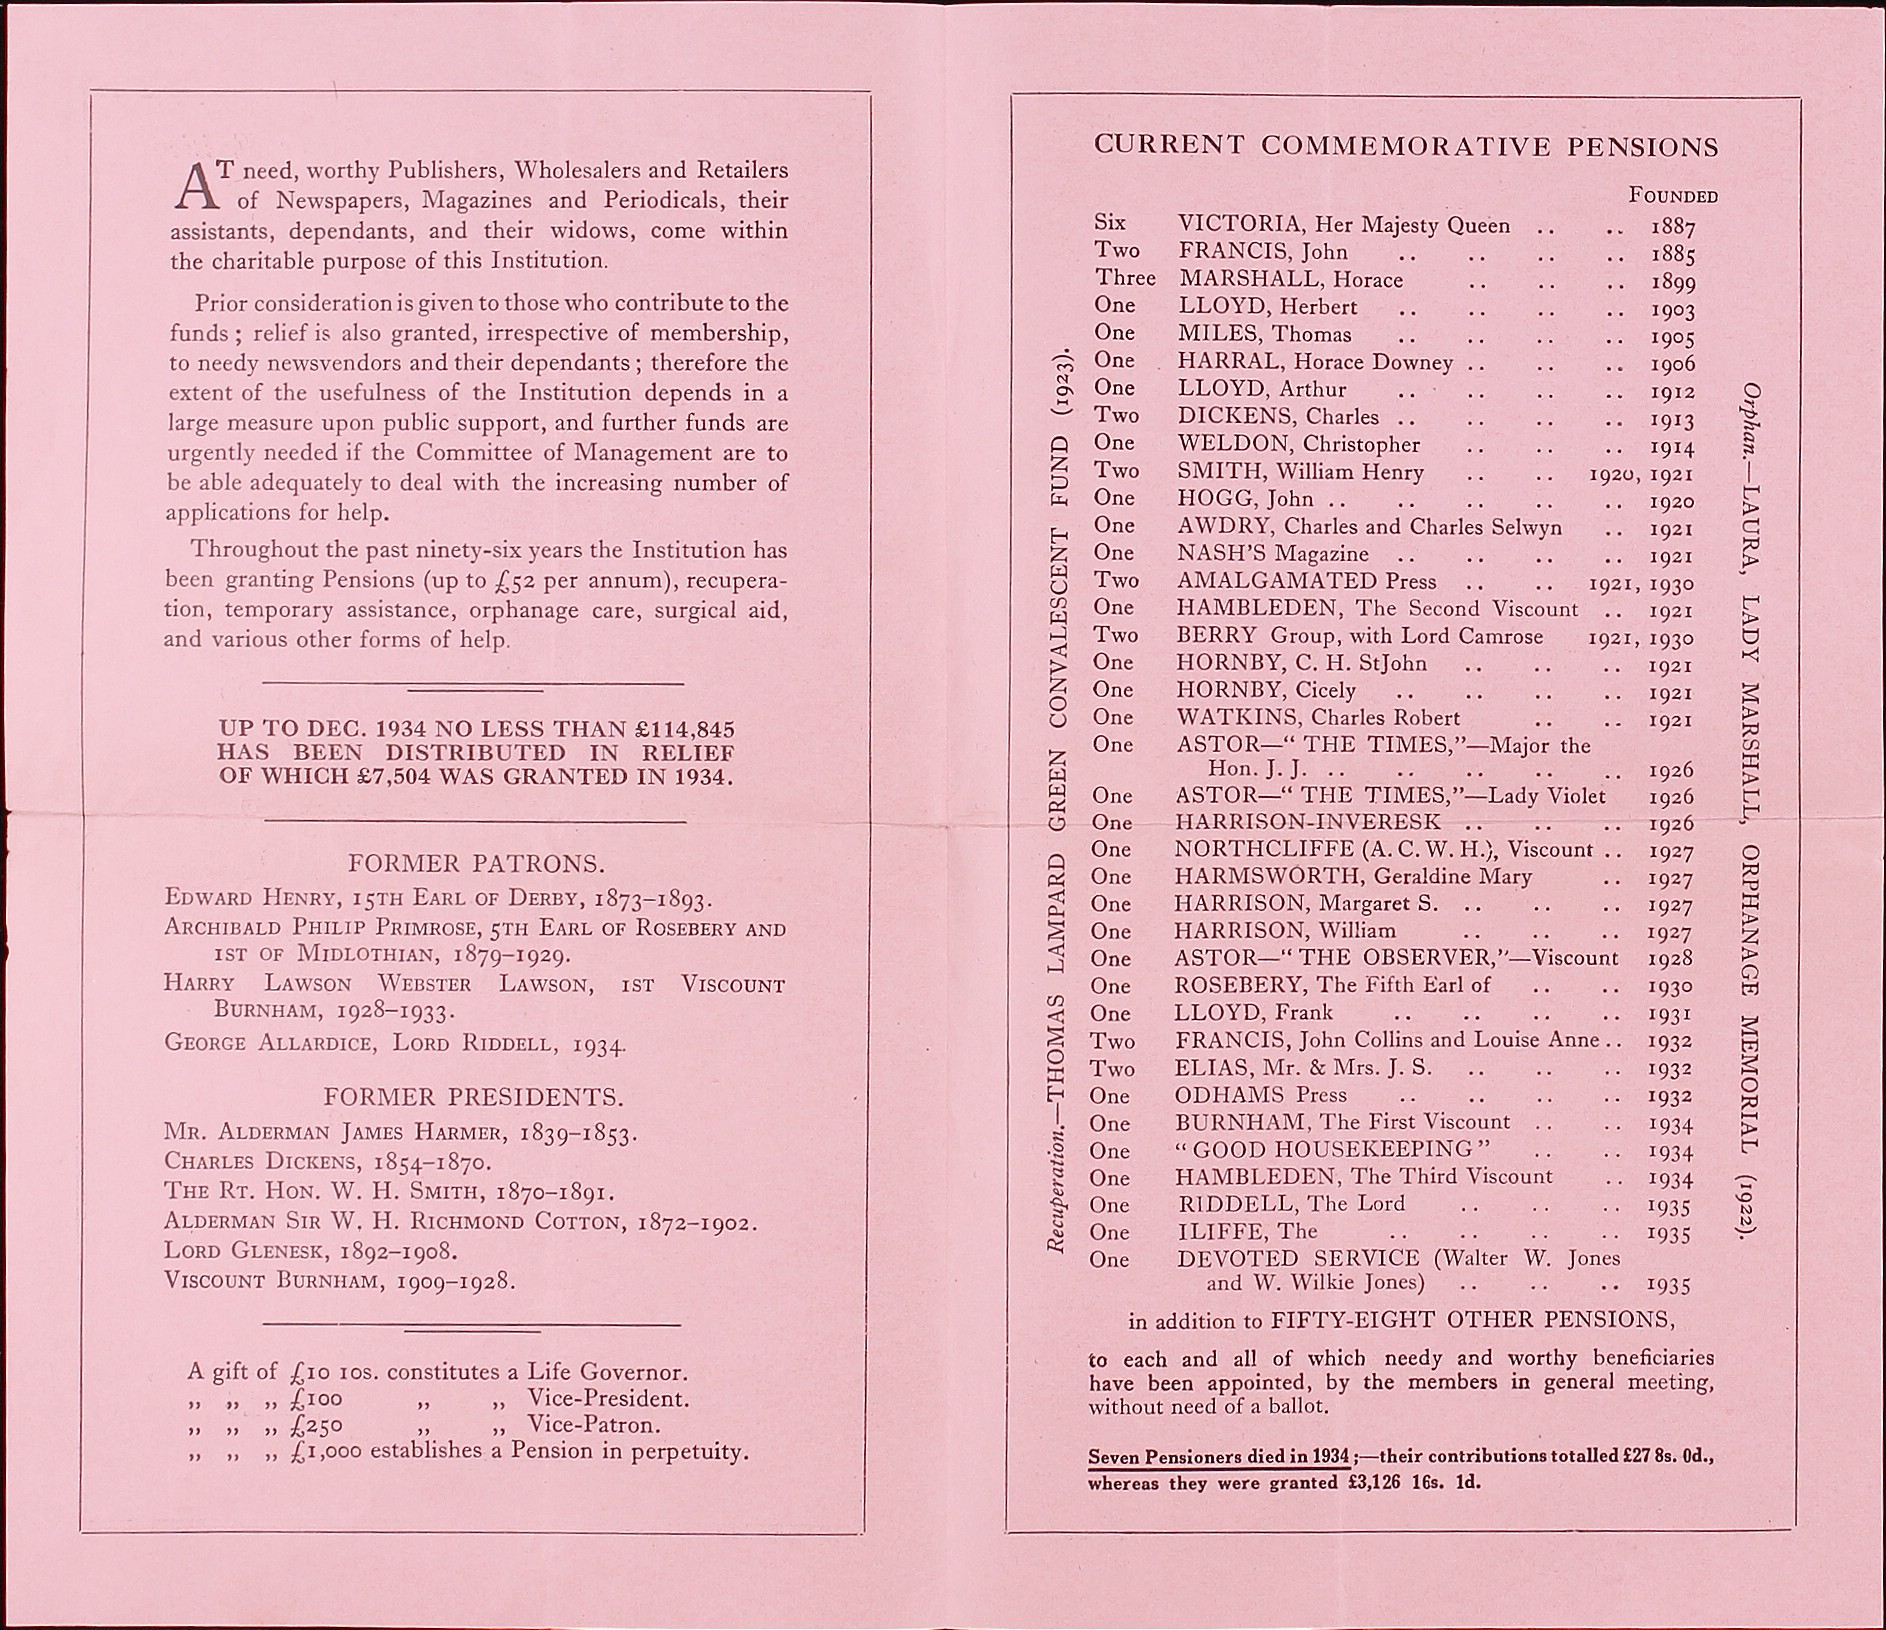 AT need, worthy Publishers, Wholesalers and Retailers
of Newspapers, Magazines and Periodicals, their
assistants, dependants, and their widows, come within
the charitable purpose of this Institution.
Prior consideration is given to those who contribute to the
funds ; relief is also granted, irrespective of membership,
to needy newsvendors and their dependants ; therefore the
extent of the usefulness of the Institution depends in a
large measure upon public support, and further funds are
urgently needed if the Committee of Management are to
be able adequately to deal with the increasing number of
applications for help.
Throughout the past ninety-six years the Institution has
been granting Pensions (up to £52 per annum), recupera-
tion, temporary assistance, orphanage care, surgical aid,
and various other forms of help.
UP TO DEC. 1934 NO LESS THAN £114,845
HAS BEEN DISTRIBUTED IN RELIEF
OF WHICH £7,504 WAS GRANTED IN 1934.
FORMER PATRONS.
EDWARD HENRY, 15TH EARL OF DERBY, 1873–1893.
ARCHIBALD PHILIP PRIMROSE, 5TH EARL OF ROSEBERY AND
1ST OF MIDLOTHIAN, 1879–1929.
HARRY LAWSON WEBSTER LAWSON, 1ST VISCOUNT
BURNHAM, 1928–1933.
GEORGE ALLARDICE, LORD RIDDELL, 1934.
FORMER PRESIDENTS.
MR. ALDERMAN JAMES HARMER, 1839–1853.
CHARLES DICKENS, 1854–1870.
THE RT. HON. W. H. SMITH, 1870–1891.
ALDERMAN SIR W. H. RICHMOND COTTON, 1872–1902.
LORD GLENESK, 1892–1908.
VISCOUNT BURNHAM, 1909–1928.
A gift of £10 10s. constitutes a Life Governor.
,, ,, ,, £100 ,, ,, Vice-President.
,, ,, ,, £250 ,, ,, Vice-Patron.
,, ,, ,, £1,000 establishes a Pension in perpetuity.
Recuperation.—THOMAS LAMPARD GREEN CONVALESCENT FUND (1923).
CURRENT COMMEMORATIVE PENSIONS
FOUNDED
Six VICTORIA, Her Majesty Queen .. .. 1887
Two FRANCIS, John .. .. .. .. 1885
Three MARSHALL, Horace .. .. .. 1899
One LLOYD, Herbert .. .. .. .. 1903
One MILES, Thomas .. .. .. .. 1905
One HARRAL, Horace Downey .. .. .. 1906
One LLOYD, Arthur .. .. .. .. 1912
Two DICKENS, Charles .. .. .. .. 1913
One WELDON, Christopher .. .. .. 1914
Two SMITH, William Henry .. .. 1920, 1921
One HOGG, John .. .. .. .. .. 1920
One AWDRY, Charles and Charles Selwyn .. 1921
One NASH'S Magazine .. .. .. .. 1921
Two AMALGAMATED Press .. .. 1921, 1930
One HAMBLEDEN, The Second Viscount .. 1921
Two BERRY Group, with Lord Camrose 1921, 1930
One HORNBY, C. H. StJohn .. .. .. 1921
One HORNBY, Cicely .. .. .. .. 1921
One WATKINS, Charles Robert .. .. 1921
One ASTOR—“ THE TIMES,”—Major the
Hon. J. J. .. .. .. .. .. 1926
One ASTOR—“ THE TIMES,”—Lady Violet 1926
One HARRISON-INVERESK .. .. .. 1926
One NORTHCLIFFE (A. C. W. H.), Viscount .. 1927
One HARMSWORTH, Geraldine Mary .. 1927
One HARRISON, Margaret S. .. .. .. 1927
One HARRISON, William .. .. .. 1927
One ASTOR—“ THE OBSERVER,”—Viscount 1928
One ROSEBERY, The Fifth Earl of .. .. 1930
One LLOYD, Frank .. .. .. .. 1931
Two FRANCIS, John Collins and Louise Anne .. 1932
Two ELIAS, Mr. & Mrs. J. S. .. .. .. 1932
One ODHAMS Press .. .. .. .. 1932
One BURNHAM, The First Viscount .. .. 1934
One “ GOOD HOUSEKEEPING ” .. .. 1934
One HAMBLEDEN, The Third Viscount .. 1934
One RIDDELL, The Lord .. .. .. 1935
One ILIFFE, The .. .. .. .. 1935
One DEVOTED SERVICE (Walter W. Jones
and W. Wilkie Jones) .. .. .. 1935
in addition to FIFTY-EIGHT OTHER PENSIONS,
to each and all of which needy and worthy beneficiaries
have been appointed, by the members in general meeting,
without need of a ballot.
Seven Pensioners died in 1934 ;—their contributions totalled £27 8s. 0d.,
whereas they were granted £3,126 16s. 1d.
Orphan.—LAURA, LADY MARSHALL, ORPHANAGE MEMORIAL (1922).